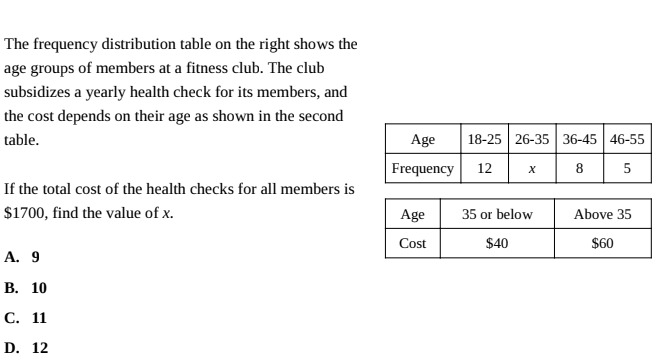 The frequency distribution table on the right shows the
age groups of members at a fitness club. The club
subsidizes a yearly health check for its members, and
the cost depends on their age as shown in the second
table.
If the total cost of the health checks for all members is
$1700, find the value of x.
A. 9
B. 10
C. 11
D. 12
Age 18-25 26-35 36-45 46-55
Frequency 12 x 8 5
Age 35 or below Above 35
Cost $40 $60